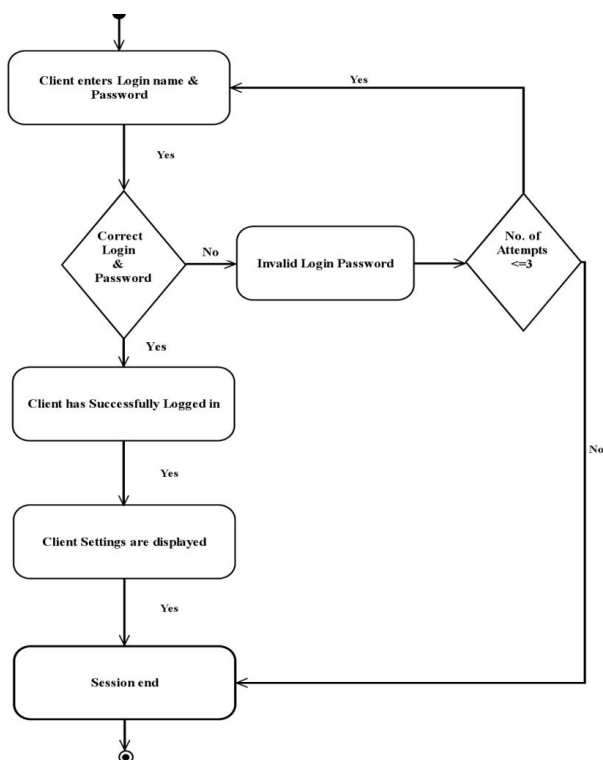 Client enters Login name &
Password
Yes
Yes
Correct
Login
&
Password
No
Invalid Login Password
No. of
Attempts
<=3
Yes
Client has Successfully Logged in
No
Yes
Client Settings are displayed
Yes
Session end